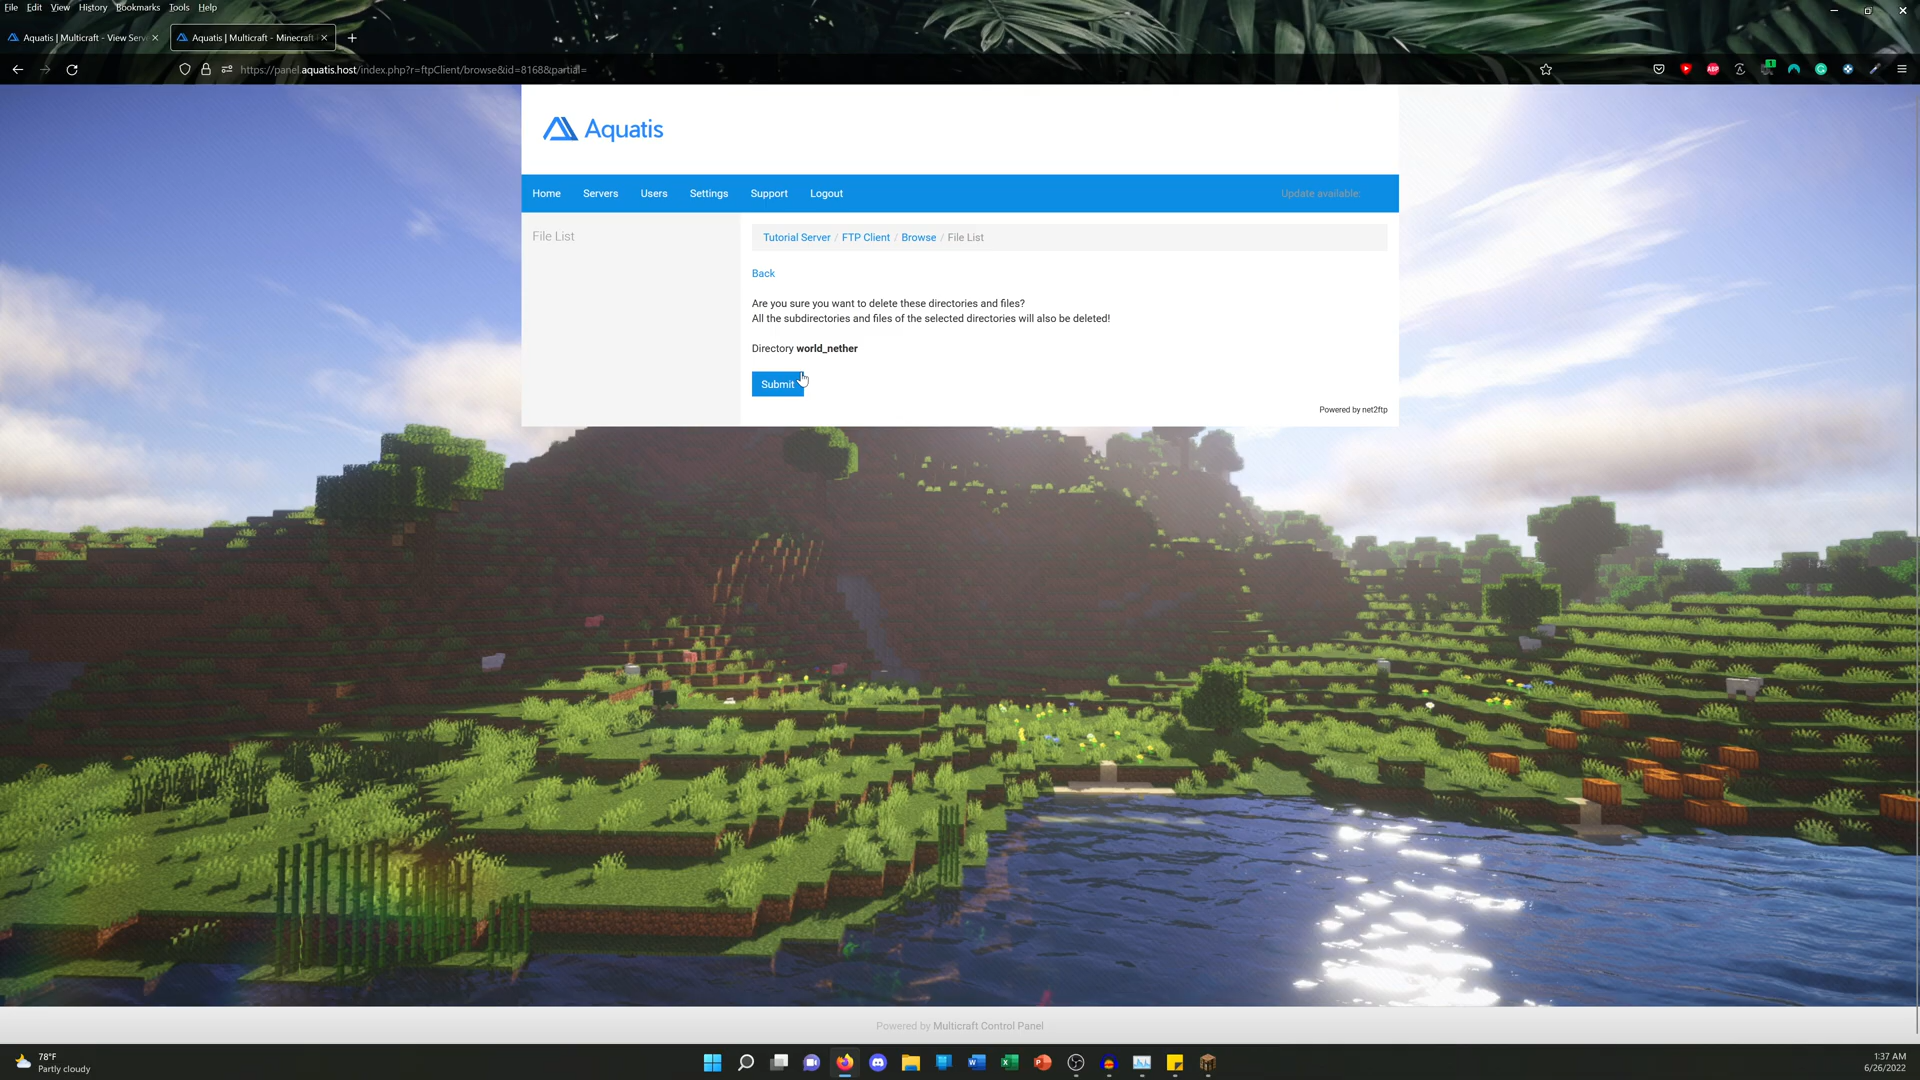 File Edit View History Bookmarks Tools Help
Aquatis | Multicraft - View Serv
Aquatis | Multicraft - Minecraft
https://panel.aquatis.host/index.php?r=ftpClient/browse&id=8168&partial=
ABP
1
Aquatis
Home Servers Users Settings Support Logout Update available:
File List
Tutorial Server / FTP Client / Browse / File List
Back
Are you sure you want to delete these directories and files?
All the subdirectories and files of the selected directories will also be deleted!
Directory world_nether
Submit
Powered by net2ftp
Powered by Multicraft Control Panel
78°F
Partly cloudy
1:37 AM
6/26/2022